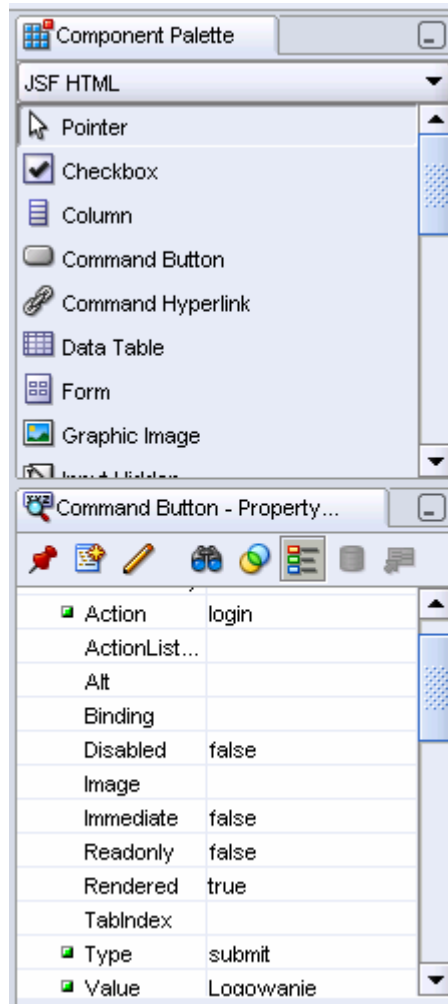 Component Palette
JSF HTML
Pointer
Checkbox
Column
Command Button
Command Hyperlink
Data Table
Form
Graphic Image
Input Hidden
Command Button - Property...
Action login
ActionList...
Alt
Binding
Disabled false
Image
Immediate false
Readonly false
Rendered true
TabIndex
Type submit
Value Logowanie